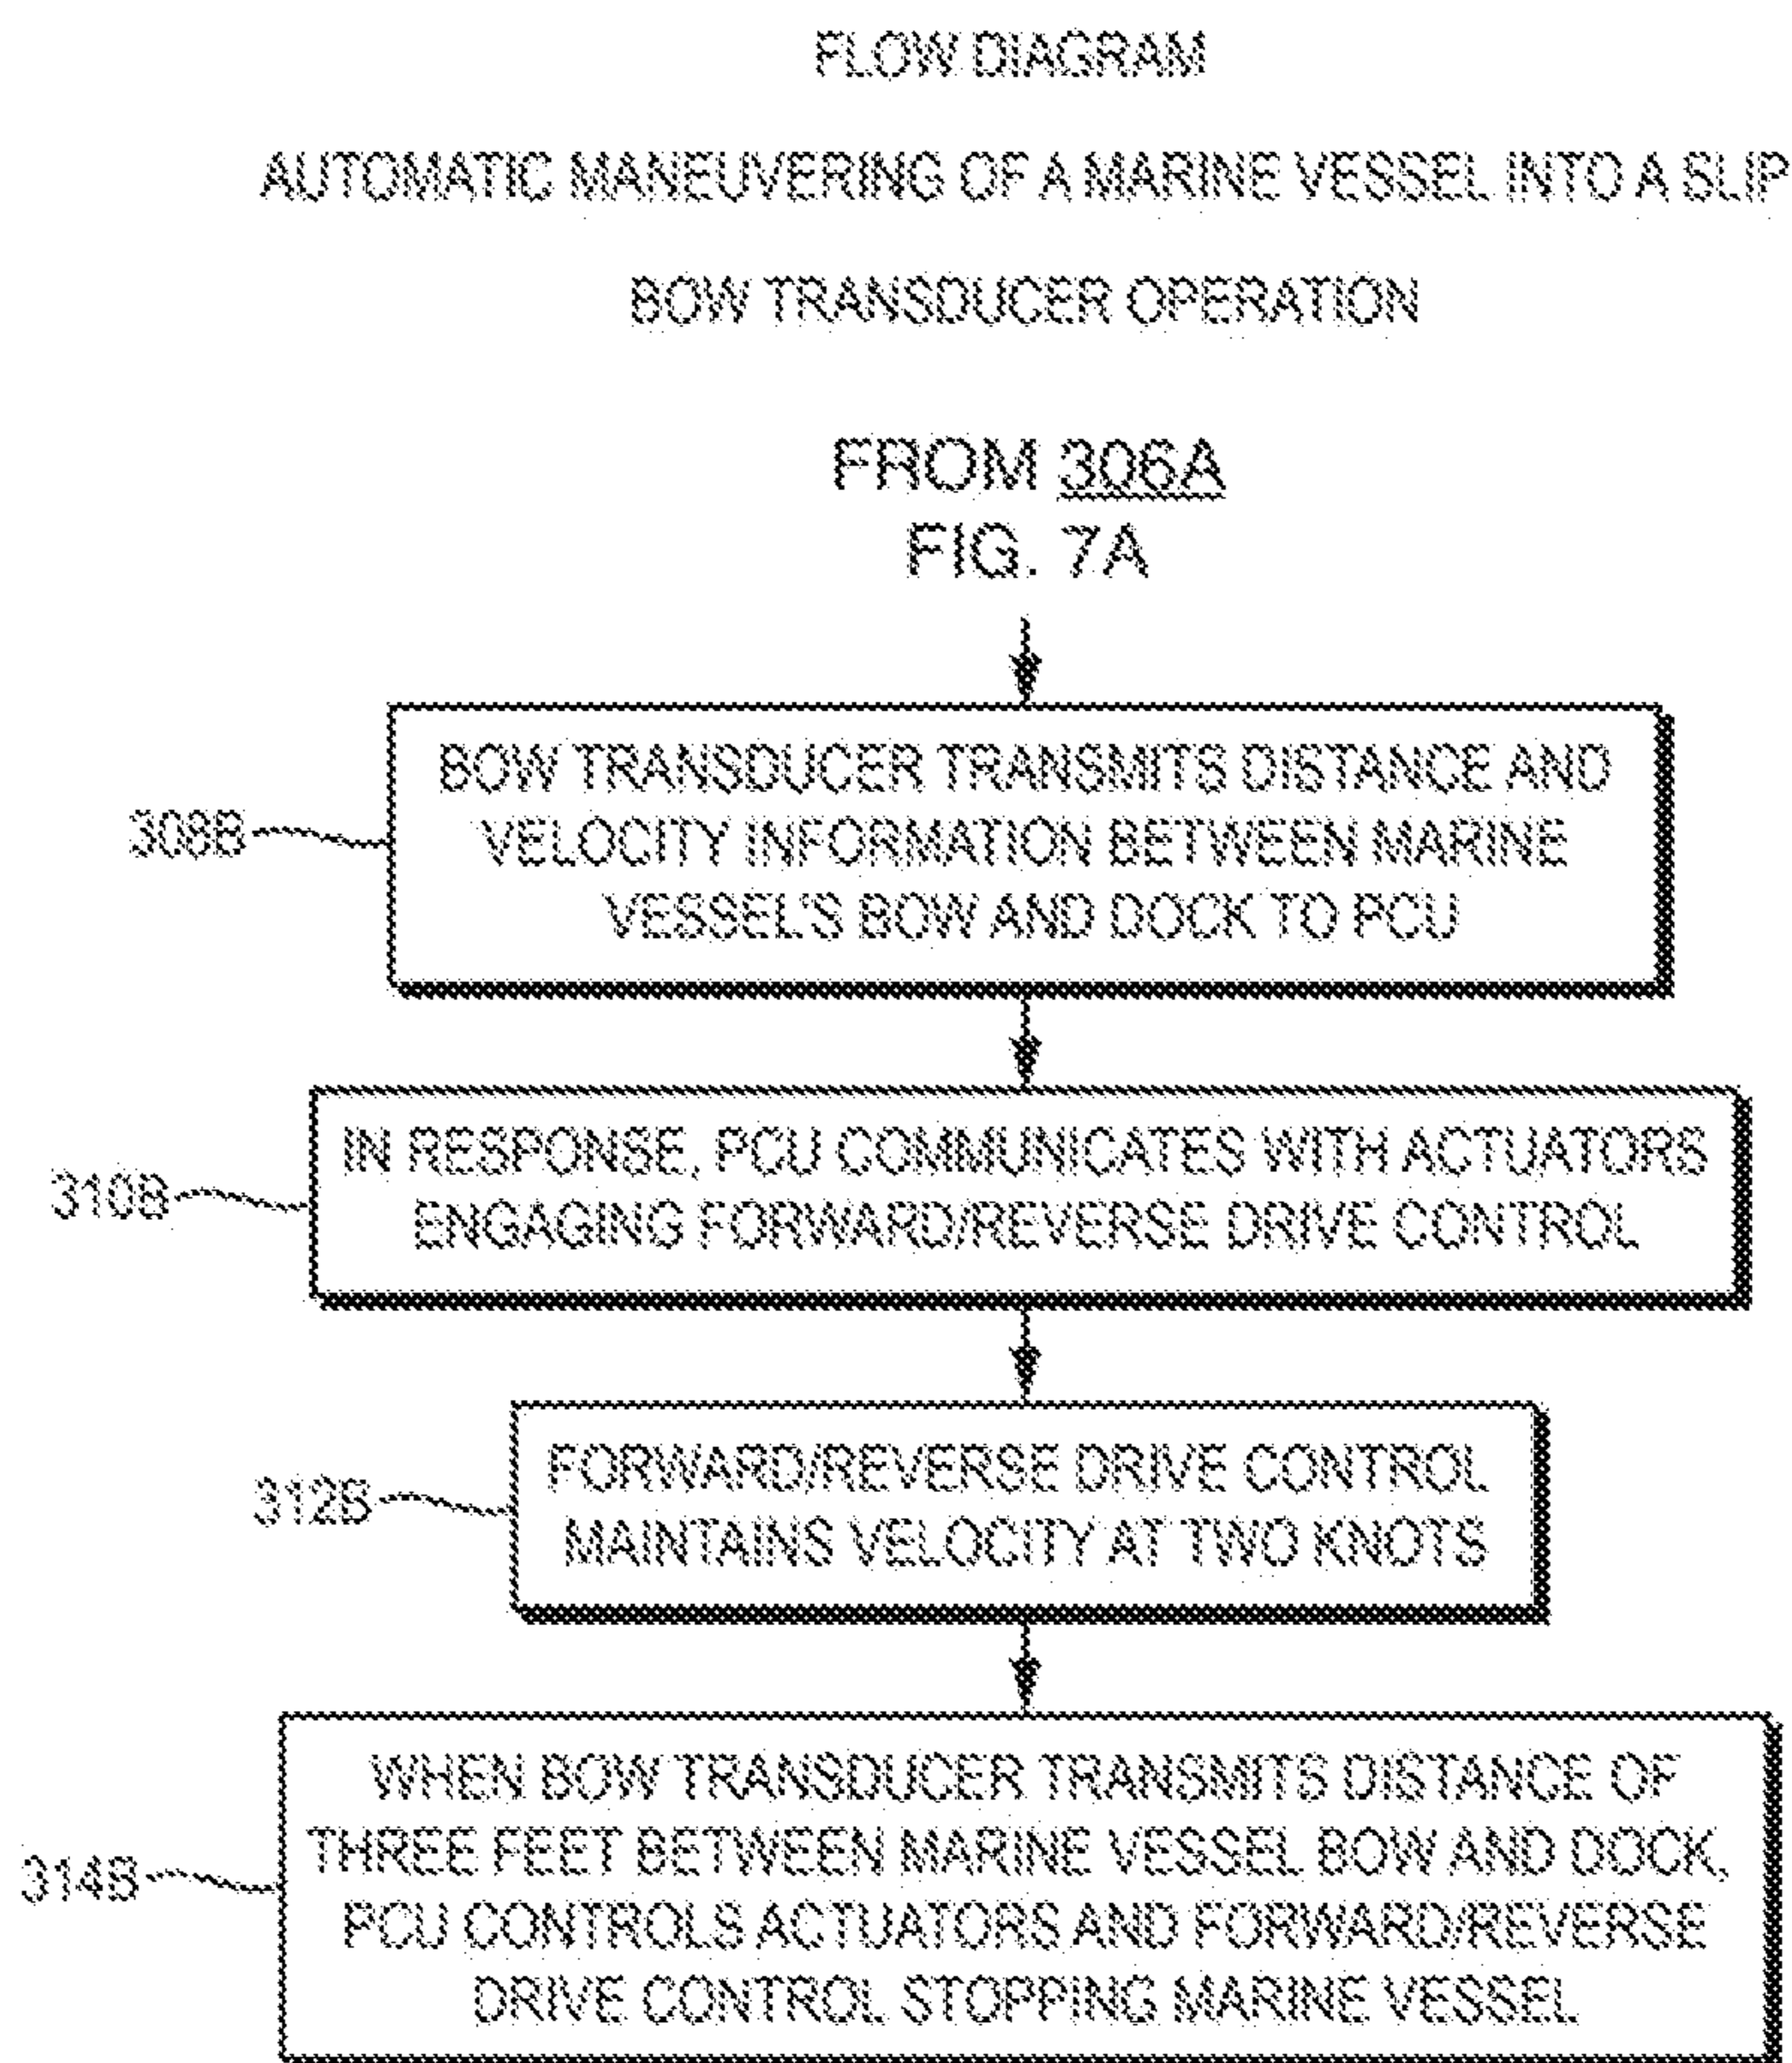 FLOW DIAGRAM
AUTOMATIC MANEUVERING OF A MARINE VESSEL INTO A SLIP
BOW TRANSDUCER OPERATION
FROM 306A
FIG. 7A
308B
BOW TRANSDUCER TRANSMITS DISTANCE AND
VELOCITY INFORMATION BETWEEN MARINE
VESSEL'S BOW AND DOCK TO PCU
310B
IN RESPONSE, PCU COMMUNICATES WITH ACTUATORS
ENGAGING FORWARD/REVERSE DRIVE CONTROL
312B
FORWARD/REVERSE DRIVE CONTROL
MAINTAINS VELOCITY AT TWO KNOTS
314B
WHEN BOW TRANSDUCER TRANSMITS DISTANCE OF
THREE FEET BETWEEN MARINE VESSEL BOW AND DOCK,
PCU CONTROLS ACTUATORS AND FORWARD/REVERSE
DRIVE CONTROL STOPPING MARINE VESSEL